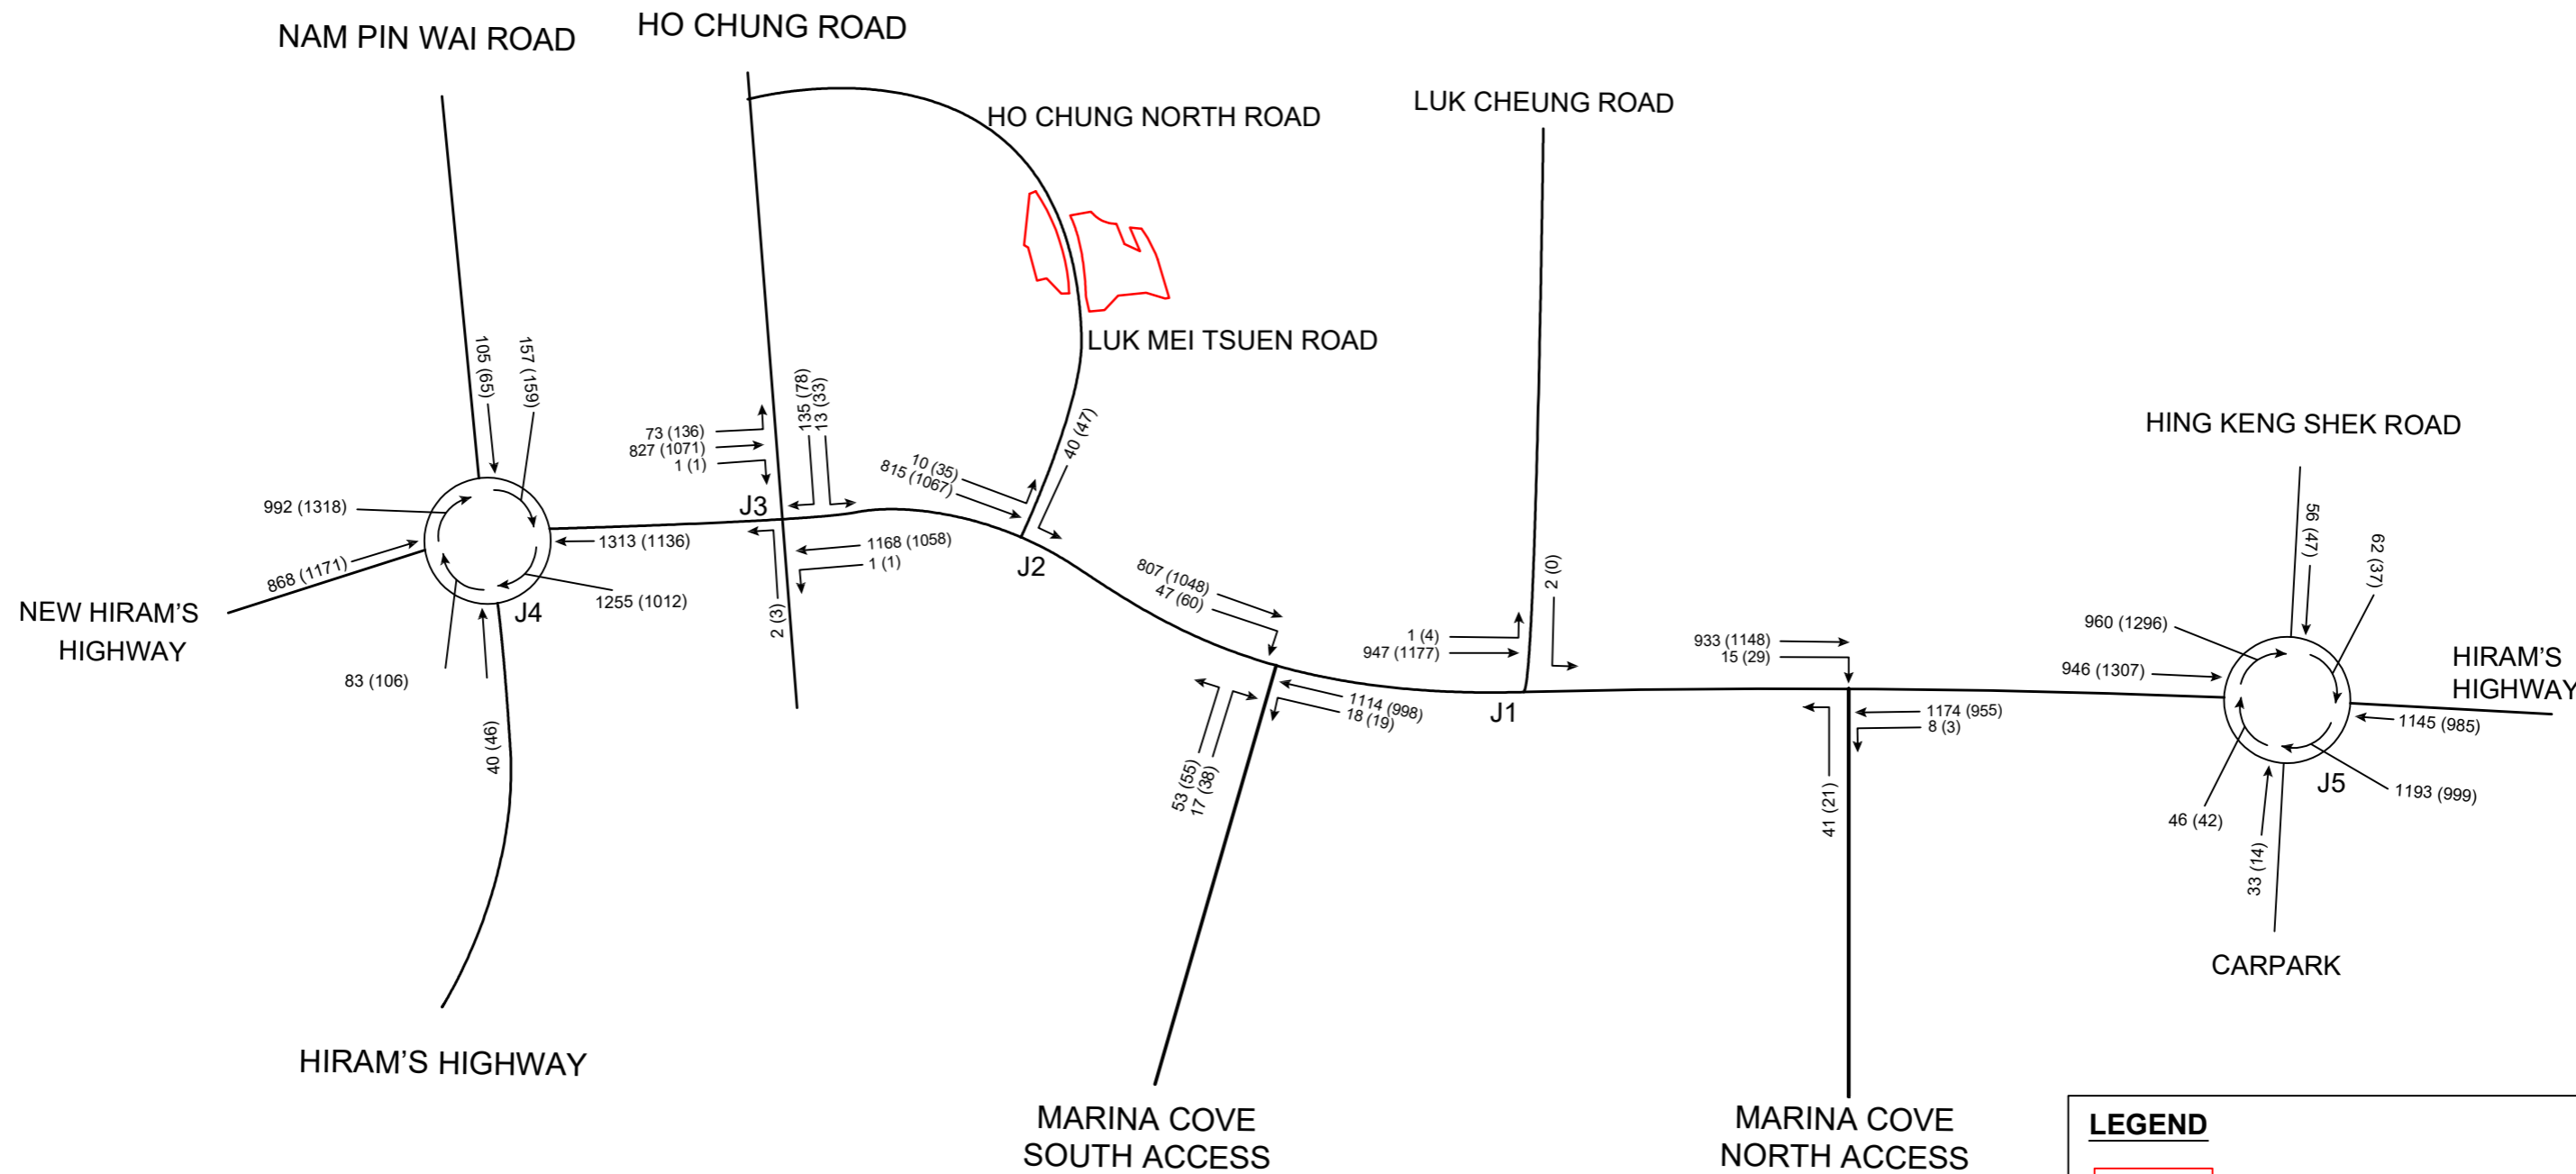 NAM PIN WAI ROAD
HO CHUNG ROAD
HO CHUNG NORTH ROAD
LUK CHEUNG ROAD
LUK MEI TSUEN ROAD
HING KENG SHEK ROAD
105 (65)
157 (159)
992 (1318)
868 (1171)
NEW HIRAM'S
HIGHWAY
83 (106)
40 (46)
J4
1313 (1136)
1255 (1012)
HIRAM'S HIGHWAY
73 (136)
827 (1071)
1 (1)
135 (78)
13 (33)
J3
1168 (1058)
1 (1)
2 (3)
10 (35)
815 (1067)
40 (47)
J2
807 (1048)
47 (60)
1114 (998)
18 (19)
53 (55)
17 (38)
MARINA COVE
SOUTH ACCESS
1 (4)
947 (1177)
2 (0)
J1
933 (1148)
15 (29)
1174 (955)
8 (3)
41 (21)
MARINA COVE
NORTH ACCESS
56 (47)
62 (37)
960 (1296)
946 (1307)
HIRAM'S
HIGHWAY
1145 (985)
J5
1193 (999)
46 (42)
33 (14)
CARPARK
LEGEND